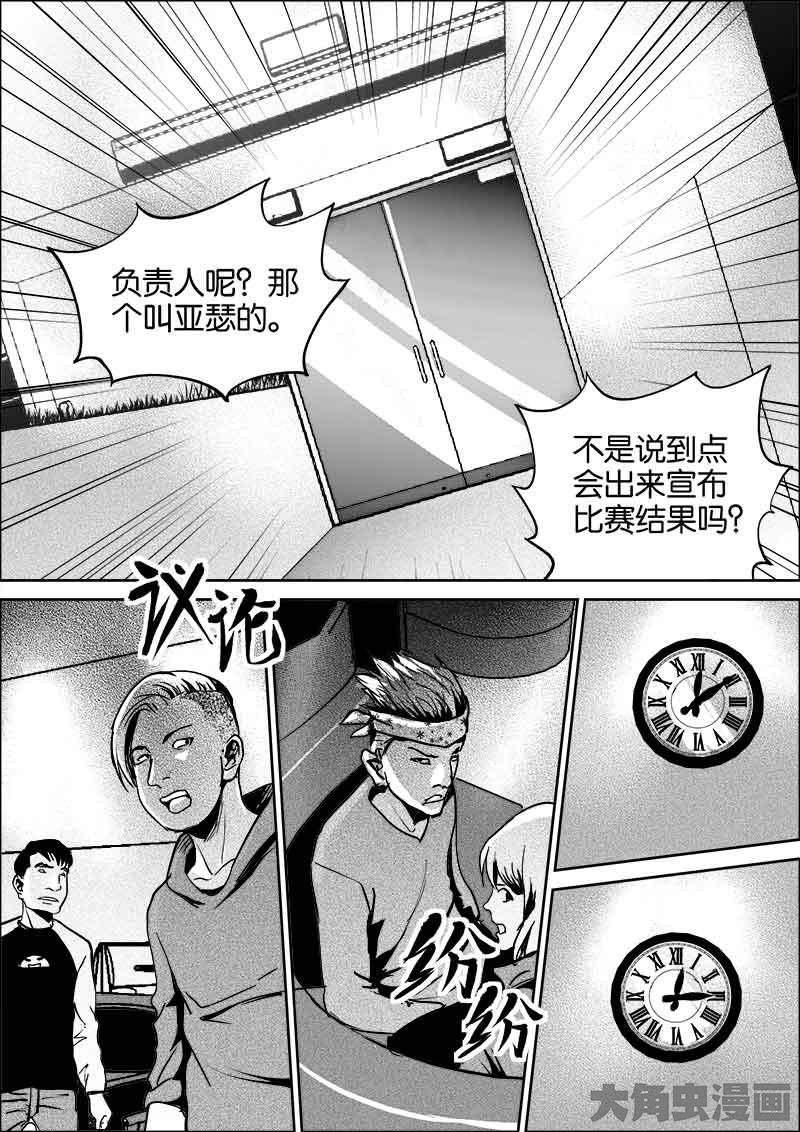 负责人呢？那
个叫亚瑟的。
不是说到点
会出来宣布
比赛结果吗？
议论
纷
纷
大角虫漫画